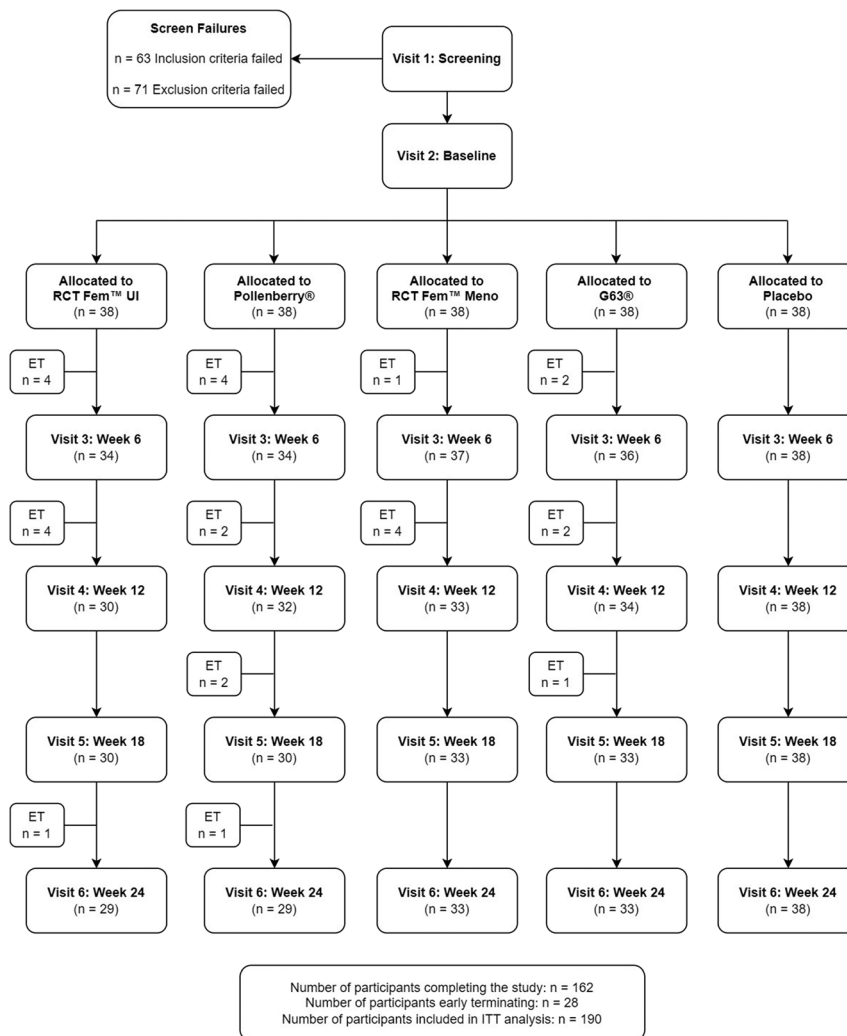 Screen Failures
n = 63 Inclusion criteria failed
n = 71 Exclusion criteria failed
Visit 1: Screening
Visit 2: Baseline
Allocated to
RCT Fem™ UI
(n = 38)
Allocated to
Pollenberry®
(n = 38)
Allocated to
RCT Fem™ Meno
(n = 38)
Allocated to
G63®
(n = 38)
Allocated to
Placebo
(n = 38)
ET
n = 4
ET
n = 4
ET
n = 1
ET
n = 2
Visit 3: Week 6
(n = 34)
Visit 3: Week 6
(n = 34)
Visit 3: Week 6
(n = 37)
Visit 3: Week 6
(n = 36)
Visit 3: Week 6
(n = 38)
ET
n = 4
ET
n = 2
ET
n = 4
ET
n = 2
Visit 4: Week 12
(n = 30)
Visit 4: Week 12
(n = 32)
Visit 4: Week 12
(n = 33)
Visit 4: Week 12
(n = 34)
Visit 4: Week 12
(n = 38)
ET
n = 2
ET
n = 1
Visit 5: Week 18
(n = 30)
Visit 5: Week 18
(n = 30)
Visit 5: Week 18
(n = 33)
Visit 5: Week 18
(n = 33)
Visit 5: Week 18
(n = 38)
ET
n = 1
ET
n = 1
Visit 6: Week 24
(n = 29)
Visit 6: Week 24
(n = 29)
Visit 6: Week 24
(n = 33)
Visit 6: Week 24
(n = 33)
Visit 6: Week 24
(n = 38)
Number of participants completing the study: n = 162
Number of participants early terminating: n = 28
Number of participants included in ITT analysis: n = 190